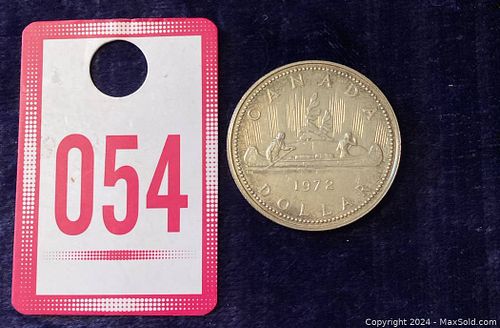 054
CANADA
1972
DOLLAR
Copyright © 2024 - MaxSold.com